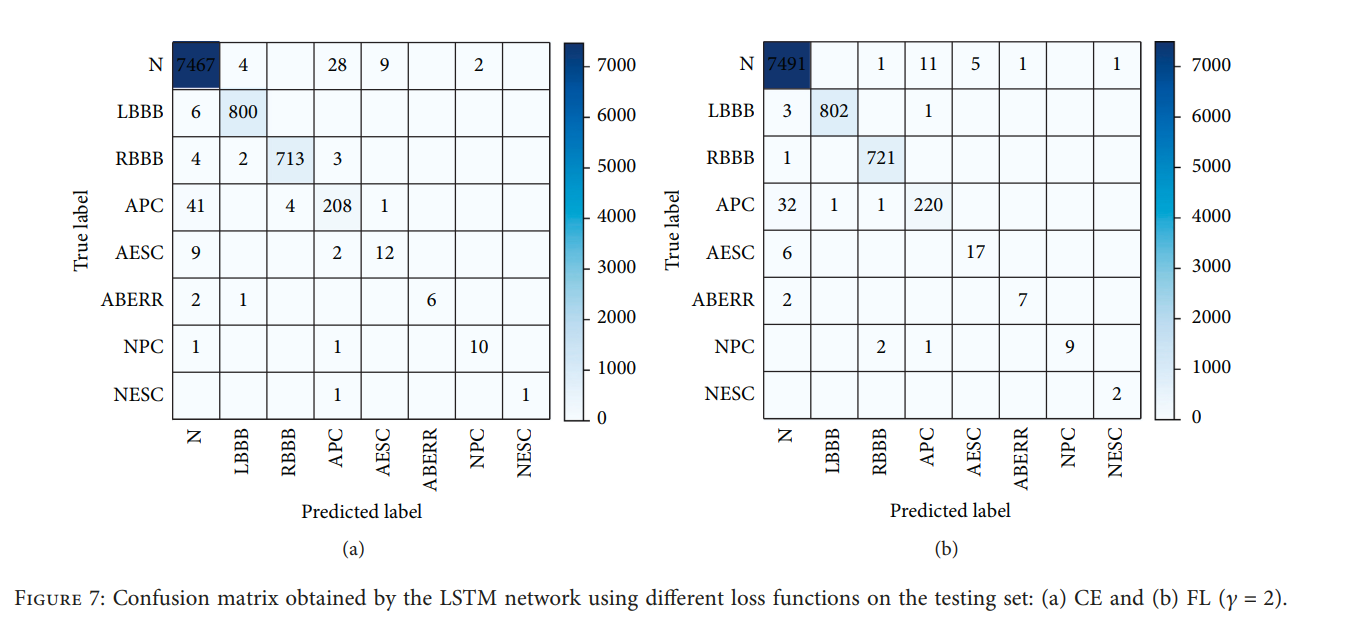 N 7467 4 28 9 2 7000
LBBB 6 800 6000
RBBB 4 2 713 3 5000
APC 41 4 208 1 4000
AESC 9 2 12 3000
ABERR 2 1 6 2000
NPC 1 1 10 1000
NESC 1 1 0
True label
N LBBB RBBB APC AESC ABERR NPC NESC
Predicted label
(a)
N 7491 1 11 5 1 1 7000
LBBB 3 802 1 6000
RBBB 1 721 5000
APC 32 1 1 220 4000
AESC 6 17 3000
ABERR 2 7 2000
NPC 2 1 9 1000
NESC 2 0
True label
N LBBB RBBB APC AESC ABERR NPC NESC
Predicted label
(b)
FIGURE 7: Confusion matrix obtained by the LSTM network using different loss functions on the testing set: (a) CE and (b) FL (γ = 2).